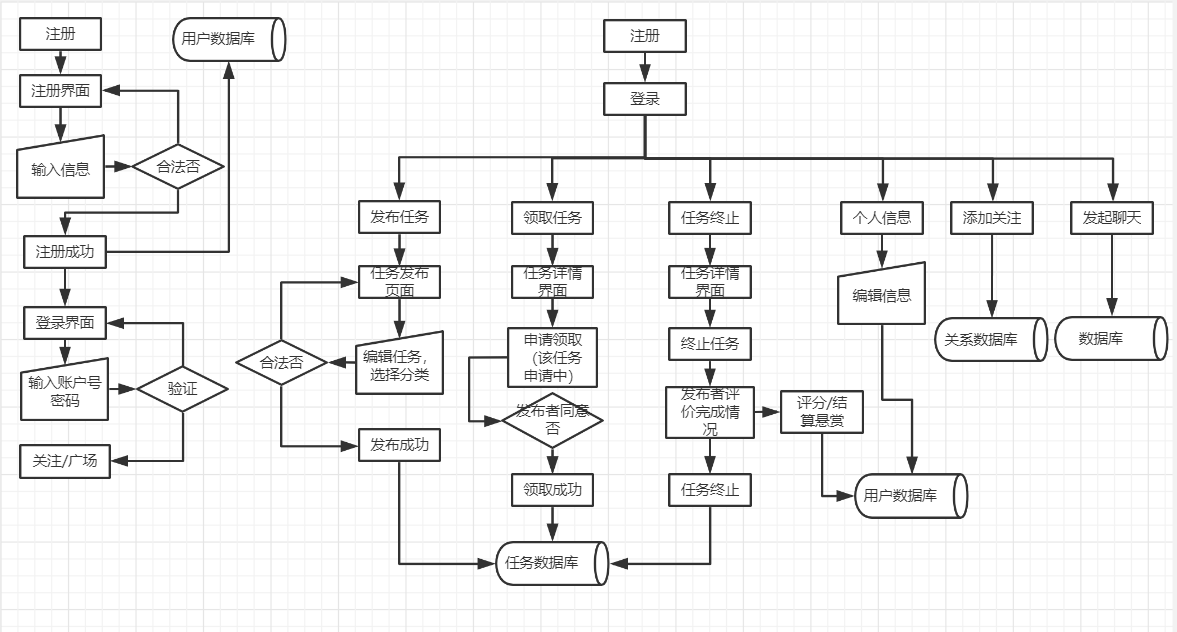 注册
用户数据库
注册界面
输入信息
合法否
注册成功
登录界面
输入账户号
密码
验证
关注/广场
注册
登录
发布任务
领取任务
任务终止
个人信息
添加关注
发起聊天
任务发布
页面
任务详情
界面
任务详情
界面
编辑信息
关系数据库
数据库
合法否
编辑任务，
选择分类
申请领取
（该任务
申请中）
终止任务
发布者同意
否
发布者评
价完成情
况
评分/结
算悬赏
发布成功
领取成功
任务终止
用户数据库
任务数据库